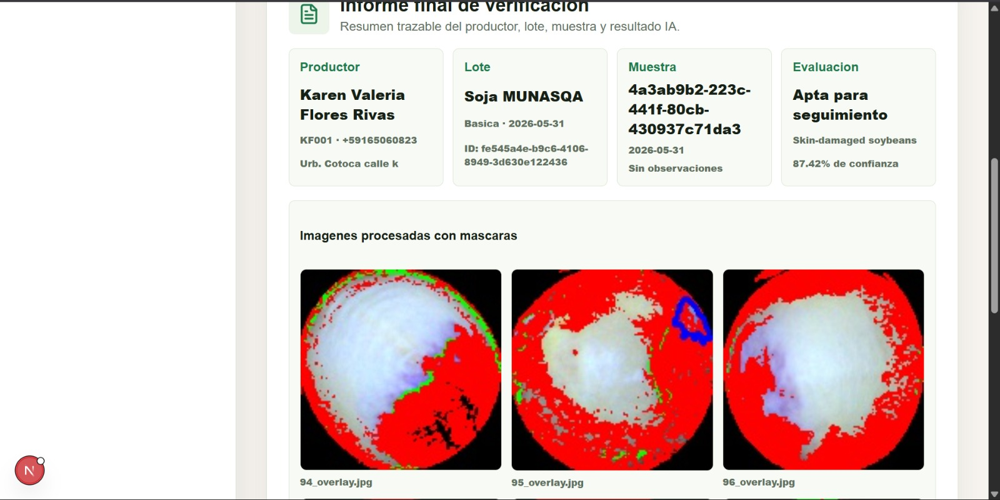 Informe final de verificacion
Resumen trazable del productor, lote, muestra y resultado IA.
Productor
Karen Valeria
Flores Rivas
KF001 · +59165060823
Urb. Cotoca calle k
Lote
Soja MUNASQA
Basica · 2026-05-31
ID: fe545a4e-b9c6-4106-
8949-3d630e122436
Muestra
4a3ab9b2-223c-
441f-80cb-
430937c71da3
2026-05-31
Sin observaciones
Evaluacion
Apta para
seguimiento
Skin-damaged soybeans
87.42% de confianza
Imagenes procesadas con mascaras
94_overlay.jpg
95_overlay.jpg
96_overlay.jpg
N